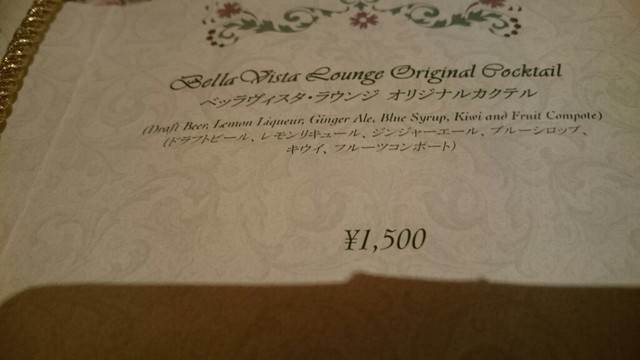 Bella Vista Lounge Original Cocktail
ベッラヴィスタ・ラウンジ オリジナルカクテル
(Draft Beer, Lemon Liqueur, Ginger Ale, Blue Syrup, Kiwi and Fruit Compote)
(ドラフトビール、レモンリキュール、ジンジャーエール、ブルーシロップ、
キウイ、フルーツコンポート)
¥1,500